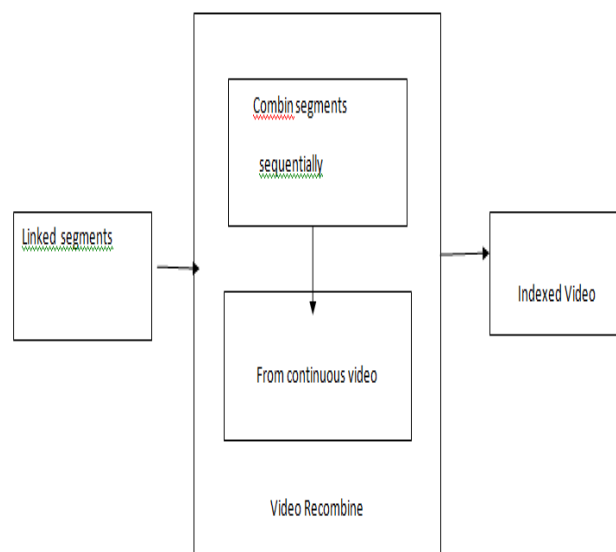 Combin segments
sequentially
Linked segments
Indexed Video
From continuous video
Video Recombine